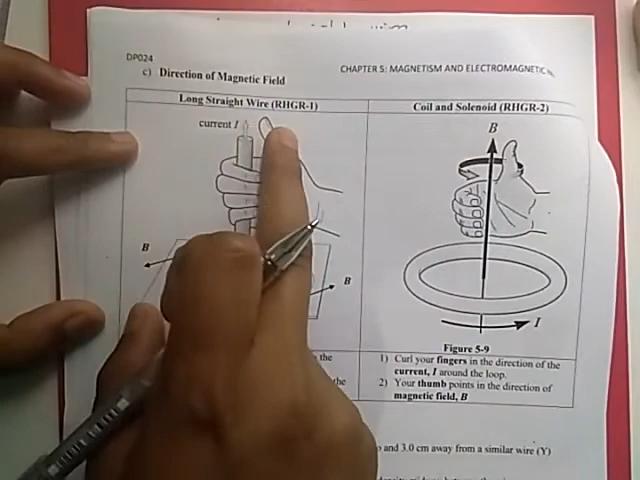 DP024
CHAPTER 5: MAGNETISM AND ELECTROMAGNETIC
c) Direction of Magnetic Field
Long Straight Wire (RHGR-1)
Coil and Solenoid (RHGR-2)
current I
B
B
B
I
Figure 5-9
the
the
1) Curl your fingers in the direction of the
current, I around the loop.
2) Your thumb points in the direction of
magnetic field, B
and 3.0 cm away from a similar wire (Y)